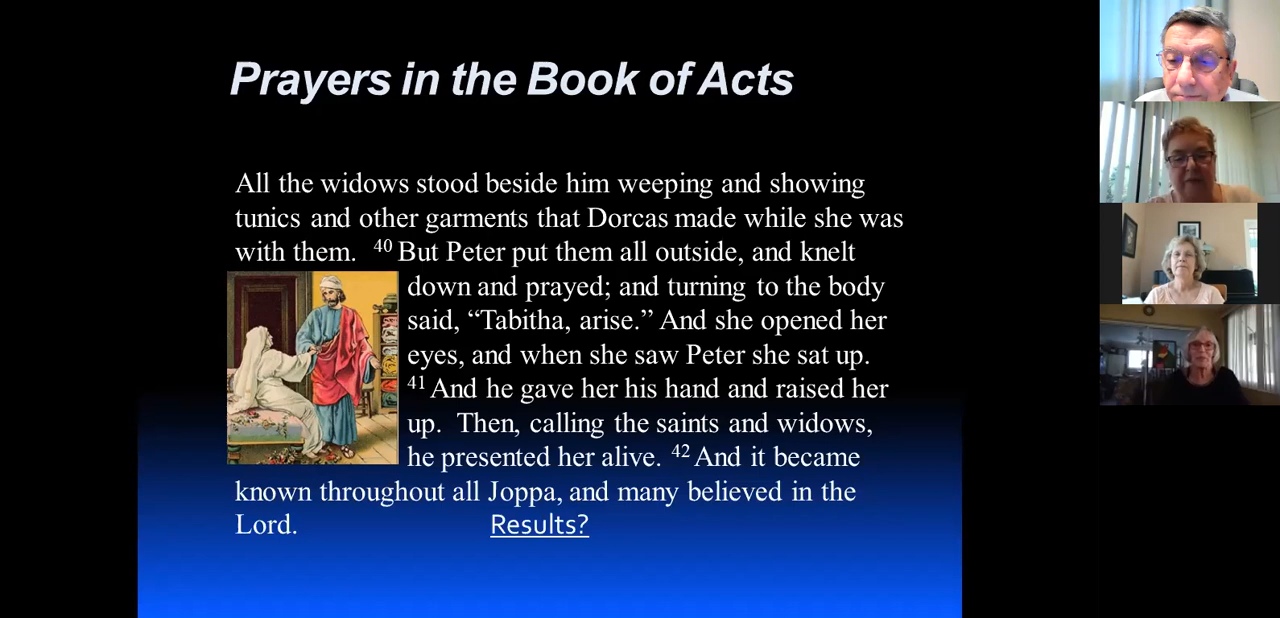 Prayers in the Book of Acts
All the widows stood beside him weeping and showing
tunics and other garments that Dorcas made while she was
with them. 40 But Peter put them all outside, and knelt
down and prayed; and turning to the body
said, “Tabitha, arise.” And she opened her
eyes, and when she saw Peter she sat up.
41 And he gave her his hand and raised her
up. Then, calling the saints and widows,
he presented her alive. 42 And it became
known throughout all Joppa, and many believed in the
Lord. Results?